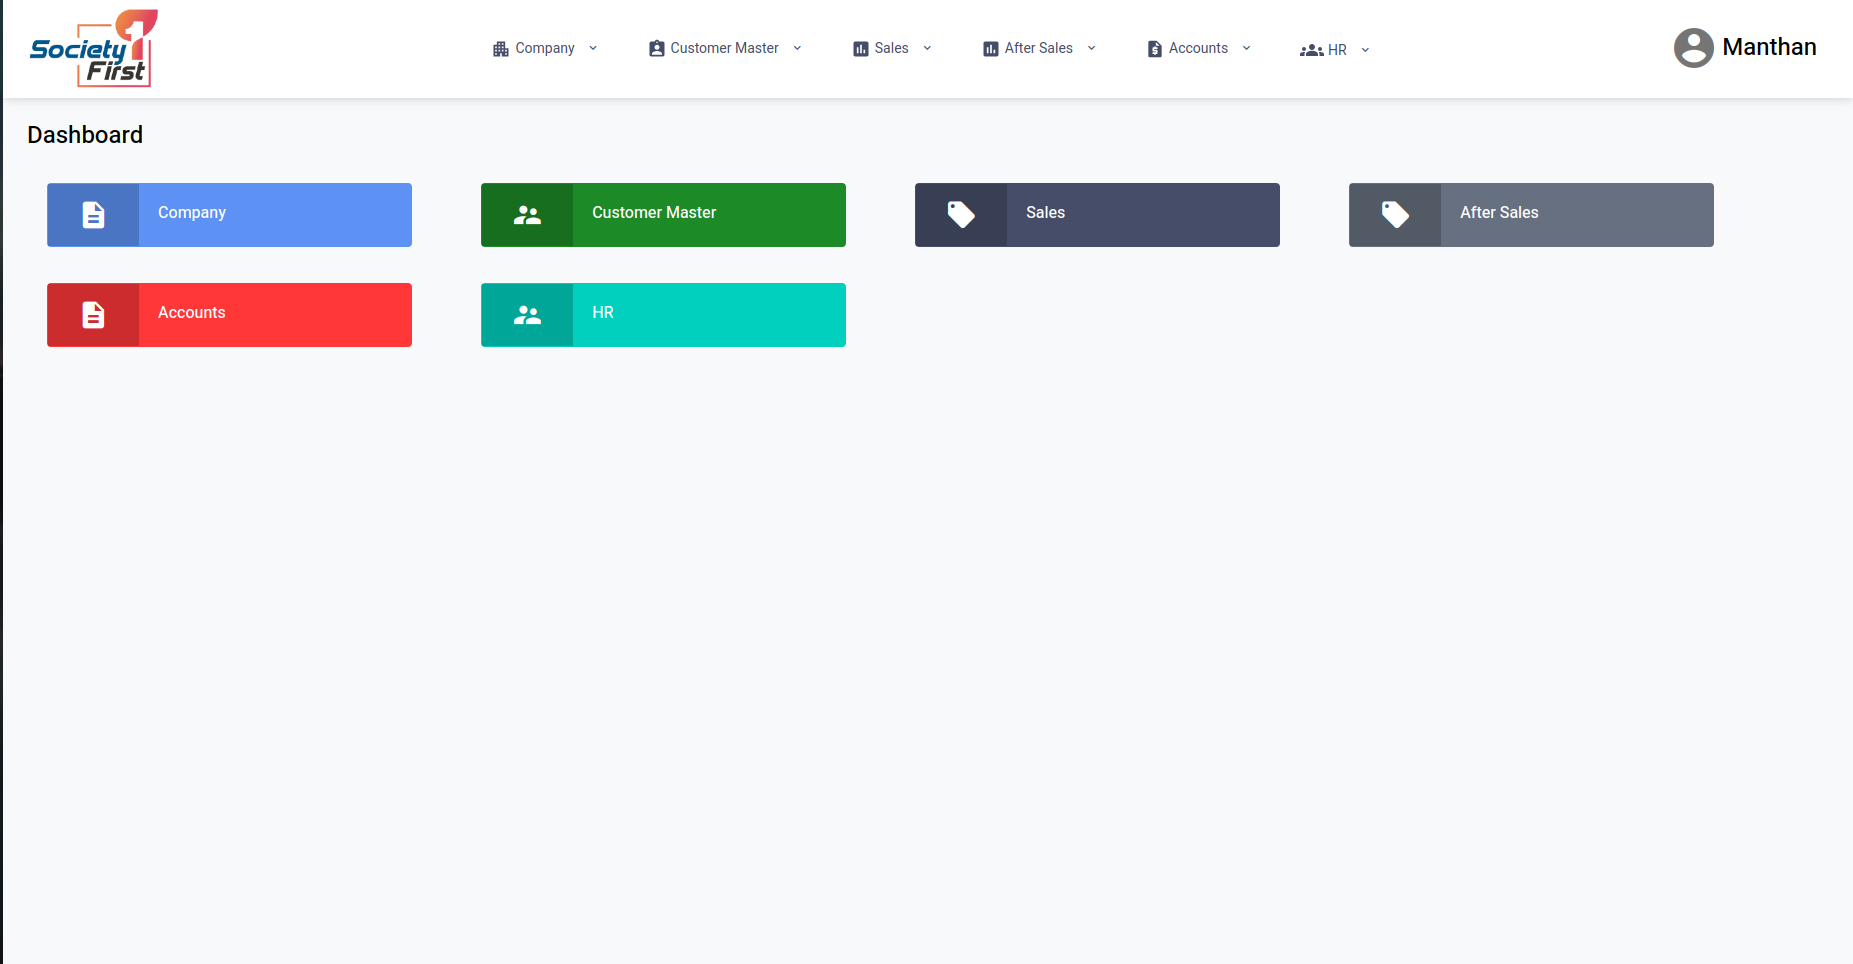 Society
First
1
Company
Customer Master
Sales
After Sales
Accounts
HR
Manthan
Dashboard
Company
Customer Master
Sales
After Sales
Accounts
HR